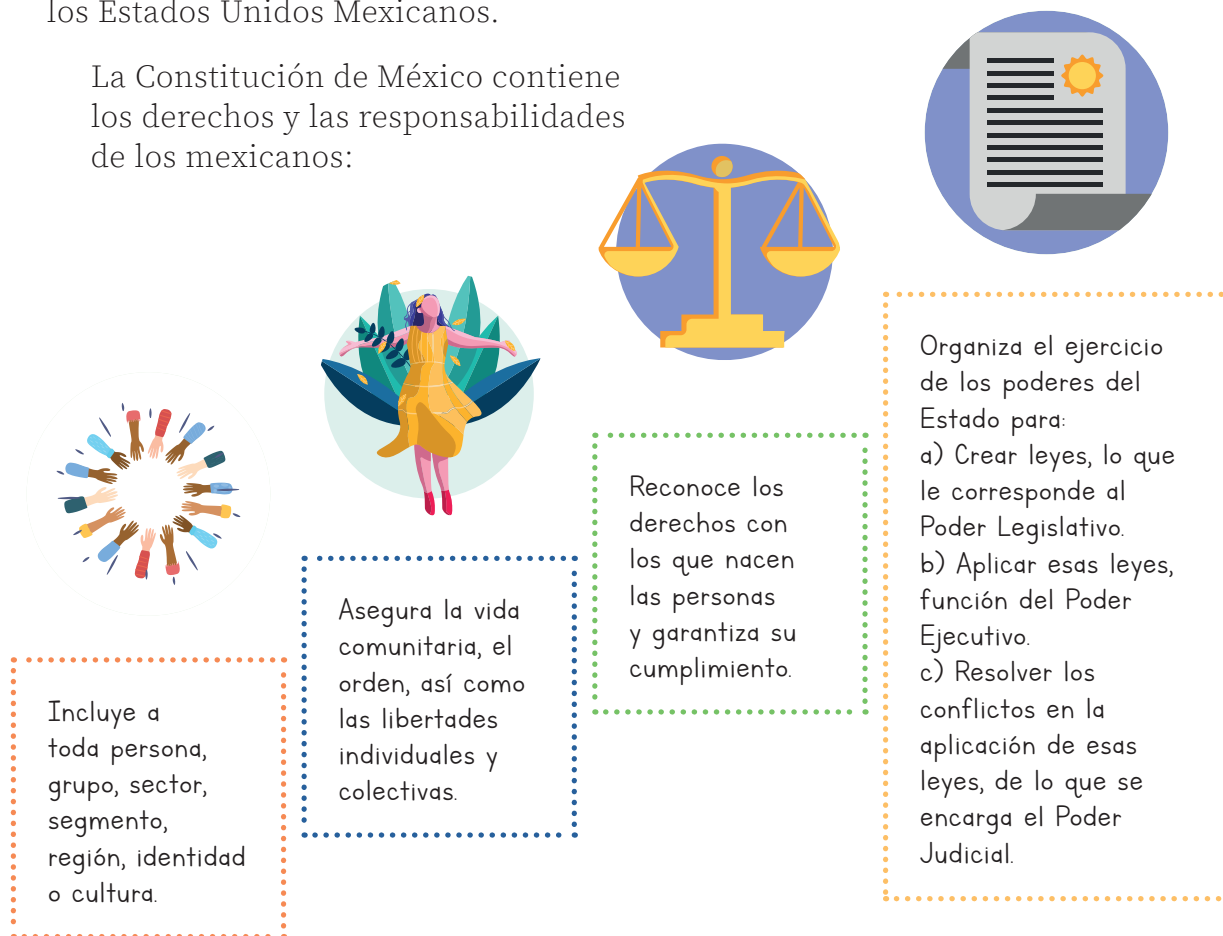 los Estados Unidos Mexicanos.
La Constitución de México contiene
los derechos y las responsabilidades
de los mexicanos:
Incluye a
toda persona,
grupo, sector,
segmento,
región, identidad
o cultura.
Asegura la vida
comunitaria, el
orden, así como
las libertades
individuales y
colectivas.
Reconoce los
derechos con
los que nacen
las personas
y garantiza su
cumplimiento.
Organiza el ejercicio
de los poderes del
Estado para:
a) Crear leyes, lo que
le corresponde al
Poder Legislativo.
b) Aplicar esas leyes,
función del Poder
Ejecutivo.
c) Resolver los
conflictos en la
aplicación de esas
leyes, de lo que se
encarga el Poder
Judicial.